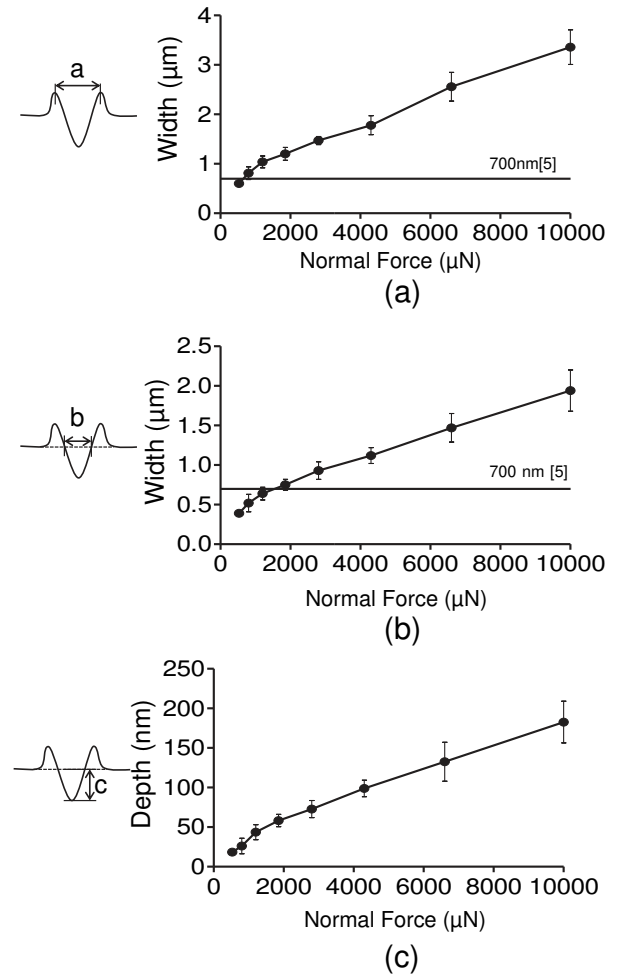 a
Width (µm)
4
3
2
1
0
700nm[5]
0 2000 4000 6000 8000 10000
Normal Force (µN)
(a)
b
Width (µm)
2.5
2.0
1.5
1.0
0.5
0.0
700 nm [5]
0 2000 4000 6000 8000 10000
Normal Force (µN)
(b)
c
Depth (nm)
250
200
150
100
50
0
0 2000 4000 6000 8000 10000
Normal Force (µN)
(c)